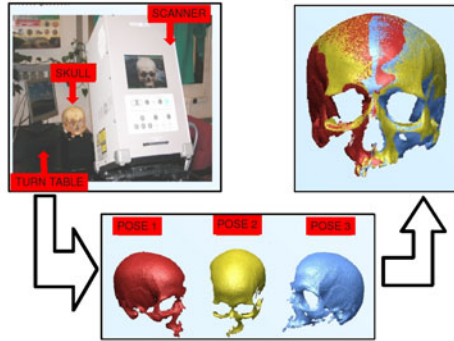 SCANNER
SKULL
TURN TABLE
POSE 1
POSE 2
POSE 3